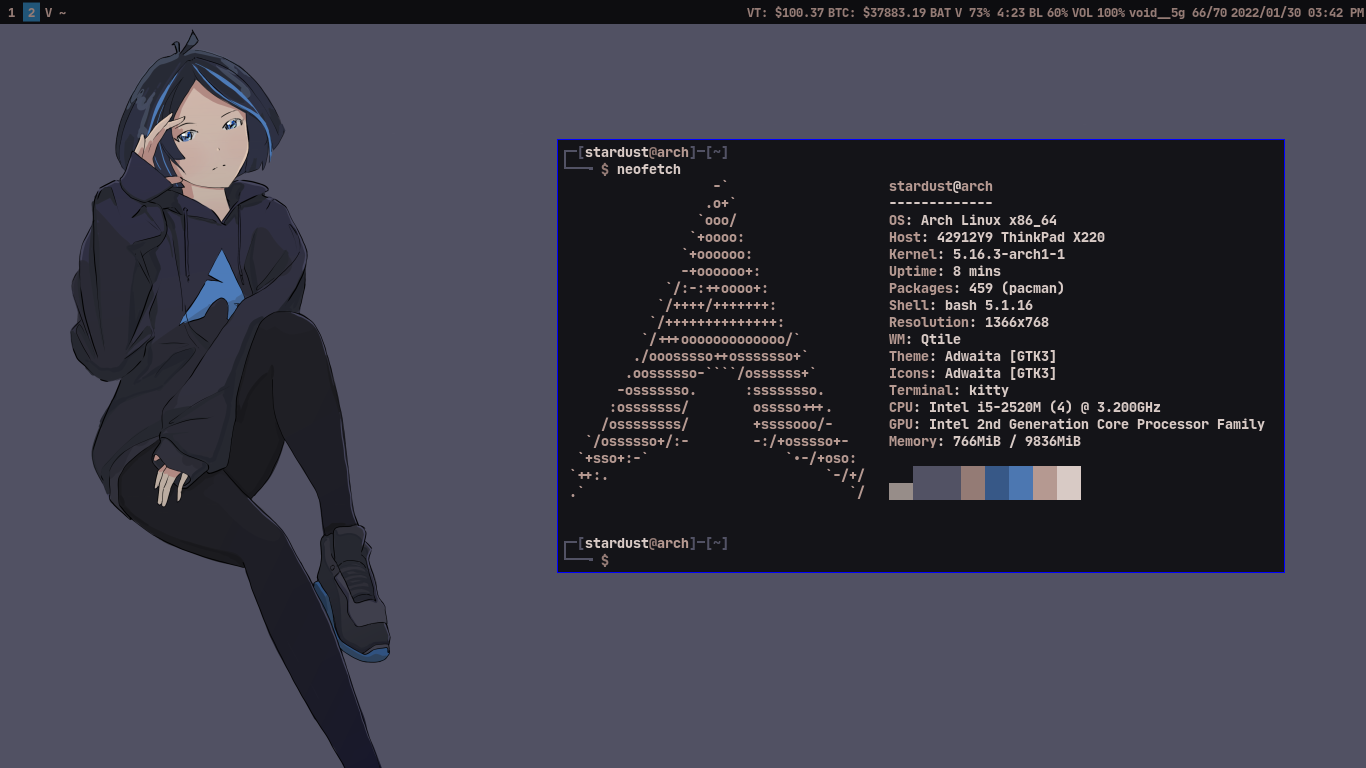 1 2 V ~ VT: $100.37 BTC: $37883.19 BAT V 73% 4:23 BL 60% VOL 100% void__5g 66/70 2022/01/30 03:42 PM
┌─[stardust@arch]─[~]
└──╼ $ neofetch
-` stardust@arch
.o+` -------------
`ooo/ OS: Arch Linux x86_64
`+oooo: Host: 42912Y9 ThinkPad X220
`+oooooo: Kernel: 5.16.3-arch1-1
-+oooooo+: Uptime: 8 mins
`/:-:++oooo+: Packages: 459 (pacman)
`/++++/+++++++: Shell: bash 5.1.16
`/++++++++++++++: Resolution: 1366x768
`/+++ooooooooooooo/` WM: Qtile
./ooosssso++osssssso+` Theme: Adwaita [GTK3]
.oossssso-````/ossssss+` Icons: Adwaita [GTK3]
-osssssso. :ssssssso. Terminal: kitty
:osssssss/ osssso+++. CPU: Intel i5-2520M (4) @ 3.200GHz
/ossssssss/ +ssssooo/- GPU: Intel 2nd Generation Core Processor Family
`/ossssso+/:- -:/+osssso+- Memory: 766MiB / 9836MiB
`+sso+:-` `.-/+oso:
`++:. `-/+/
.` `/
┌─[stardust@arch]─[~]
└──╼ $